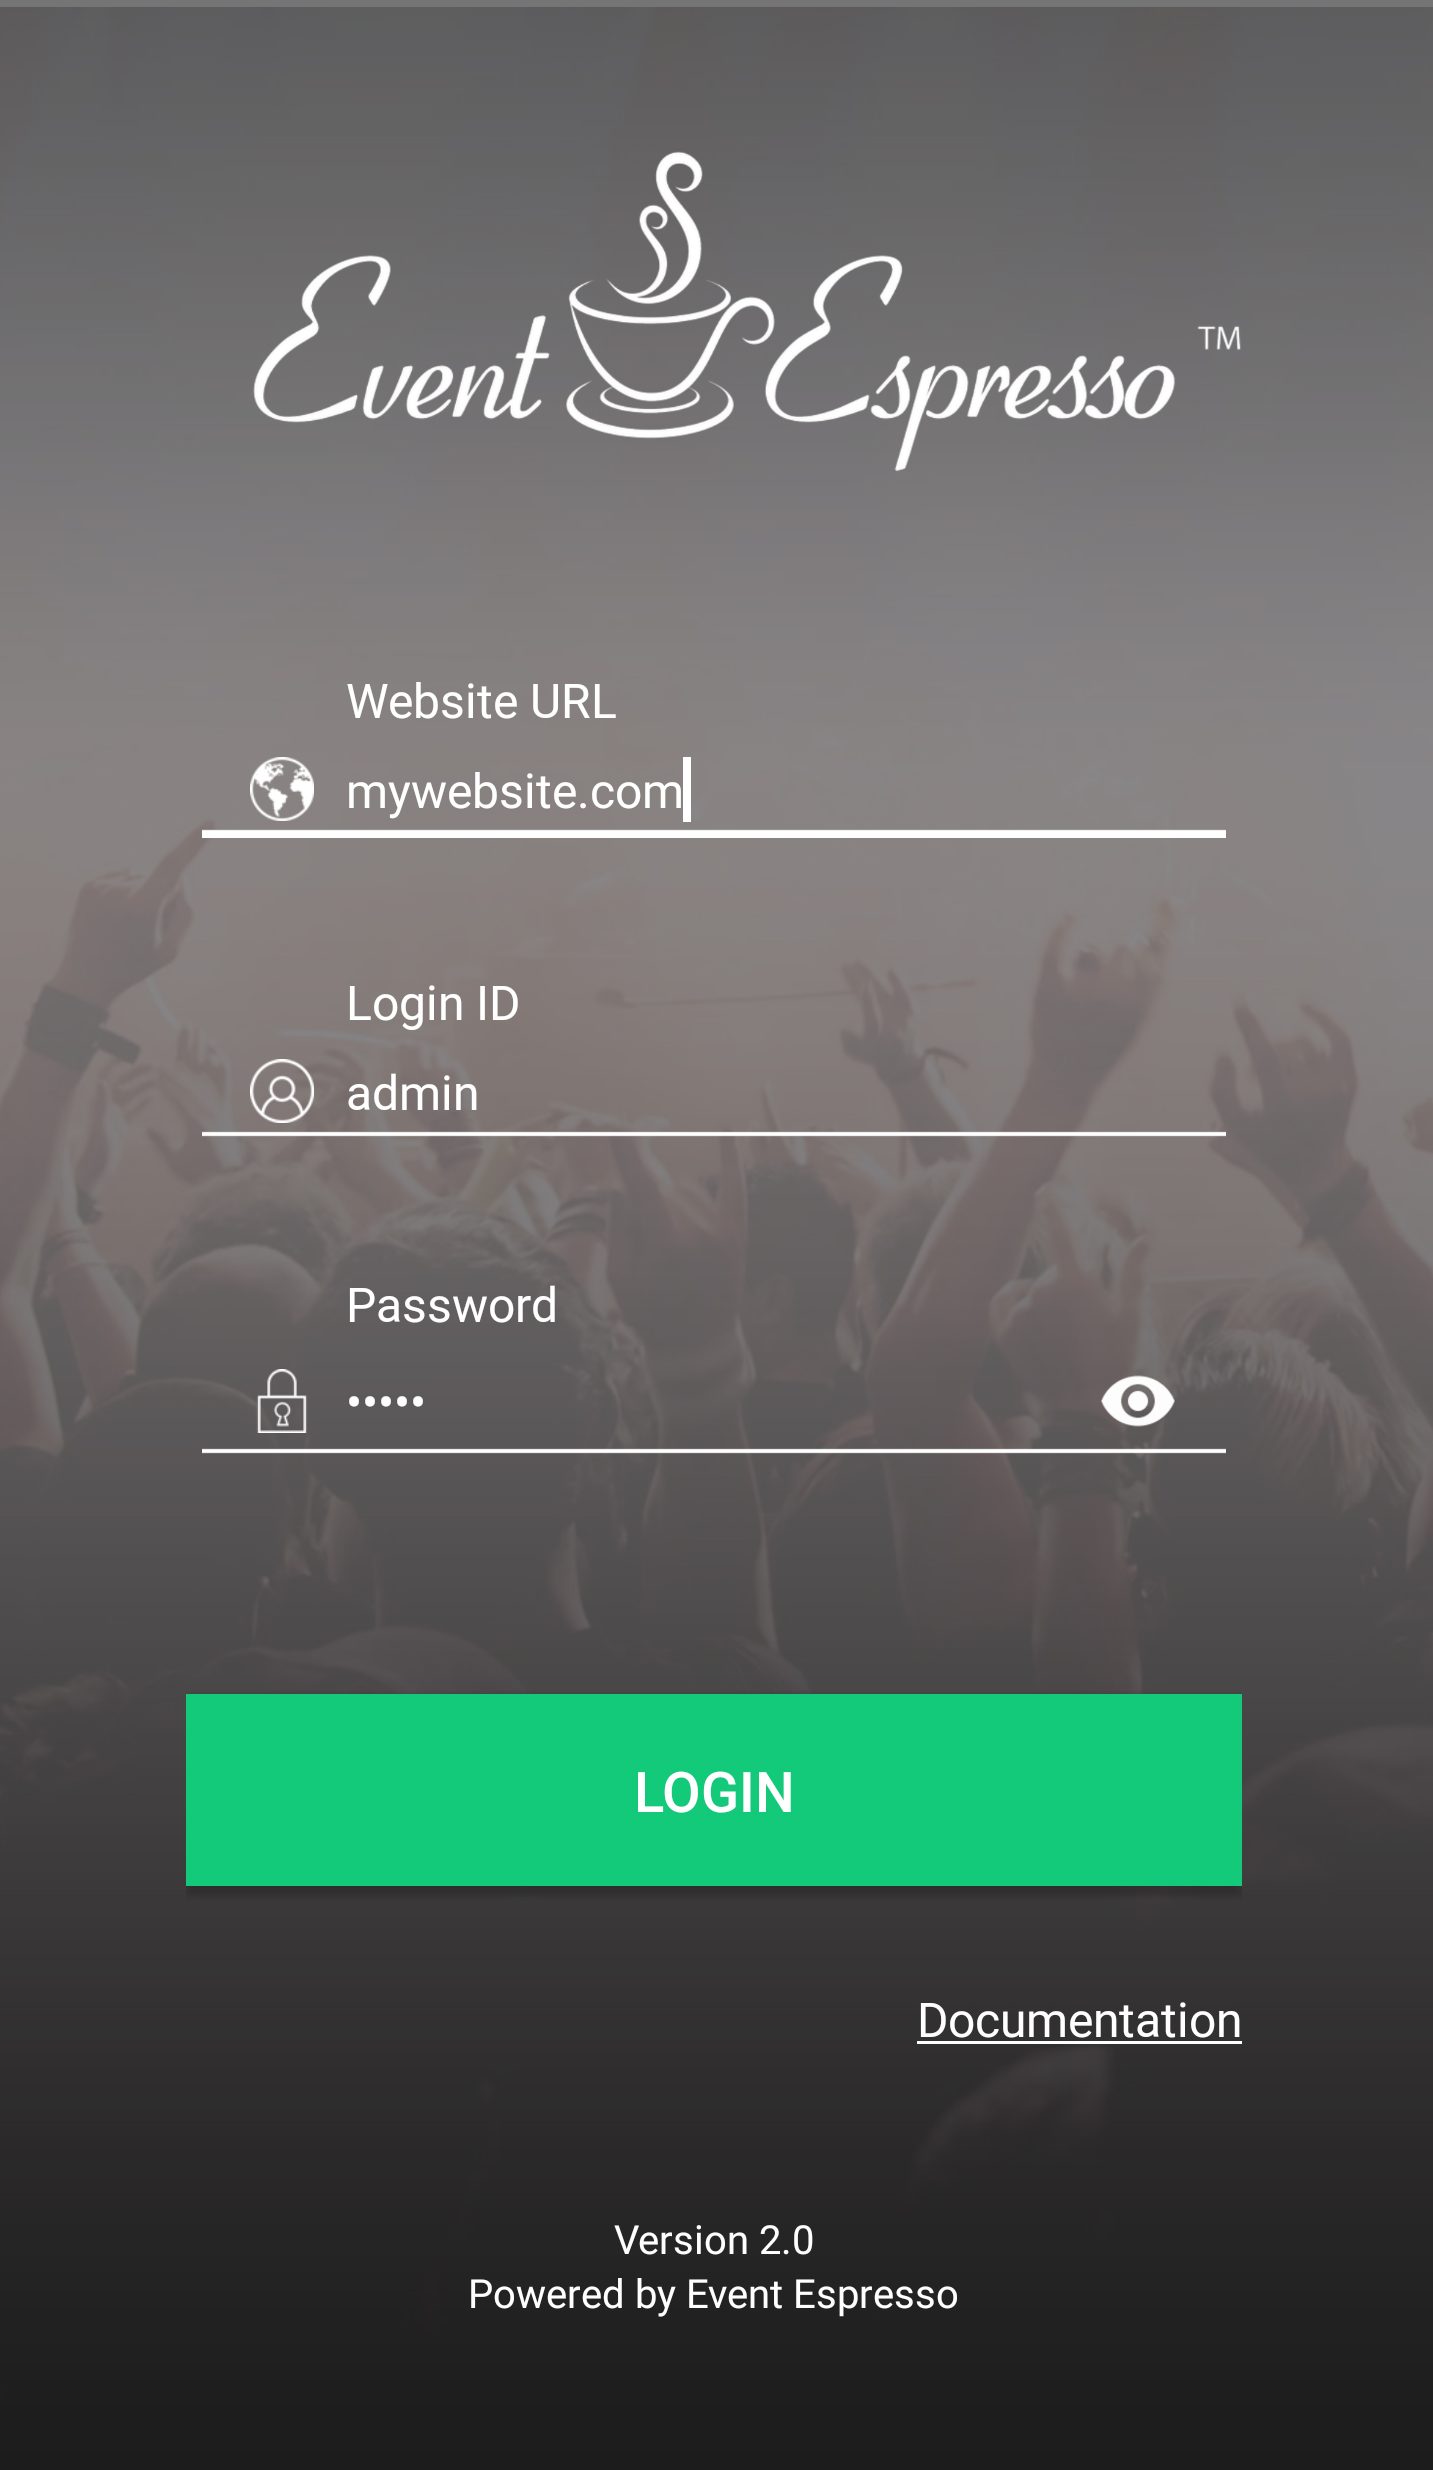 Event Espresso ™
Website URL
mywebsite.com
Login ID
admin
Password
•••••
LOGIN
Documentation
Version 2.0
Powered by Event Espresso